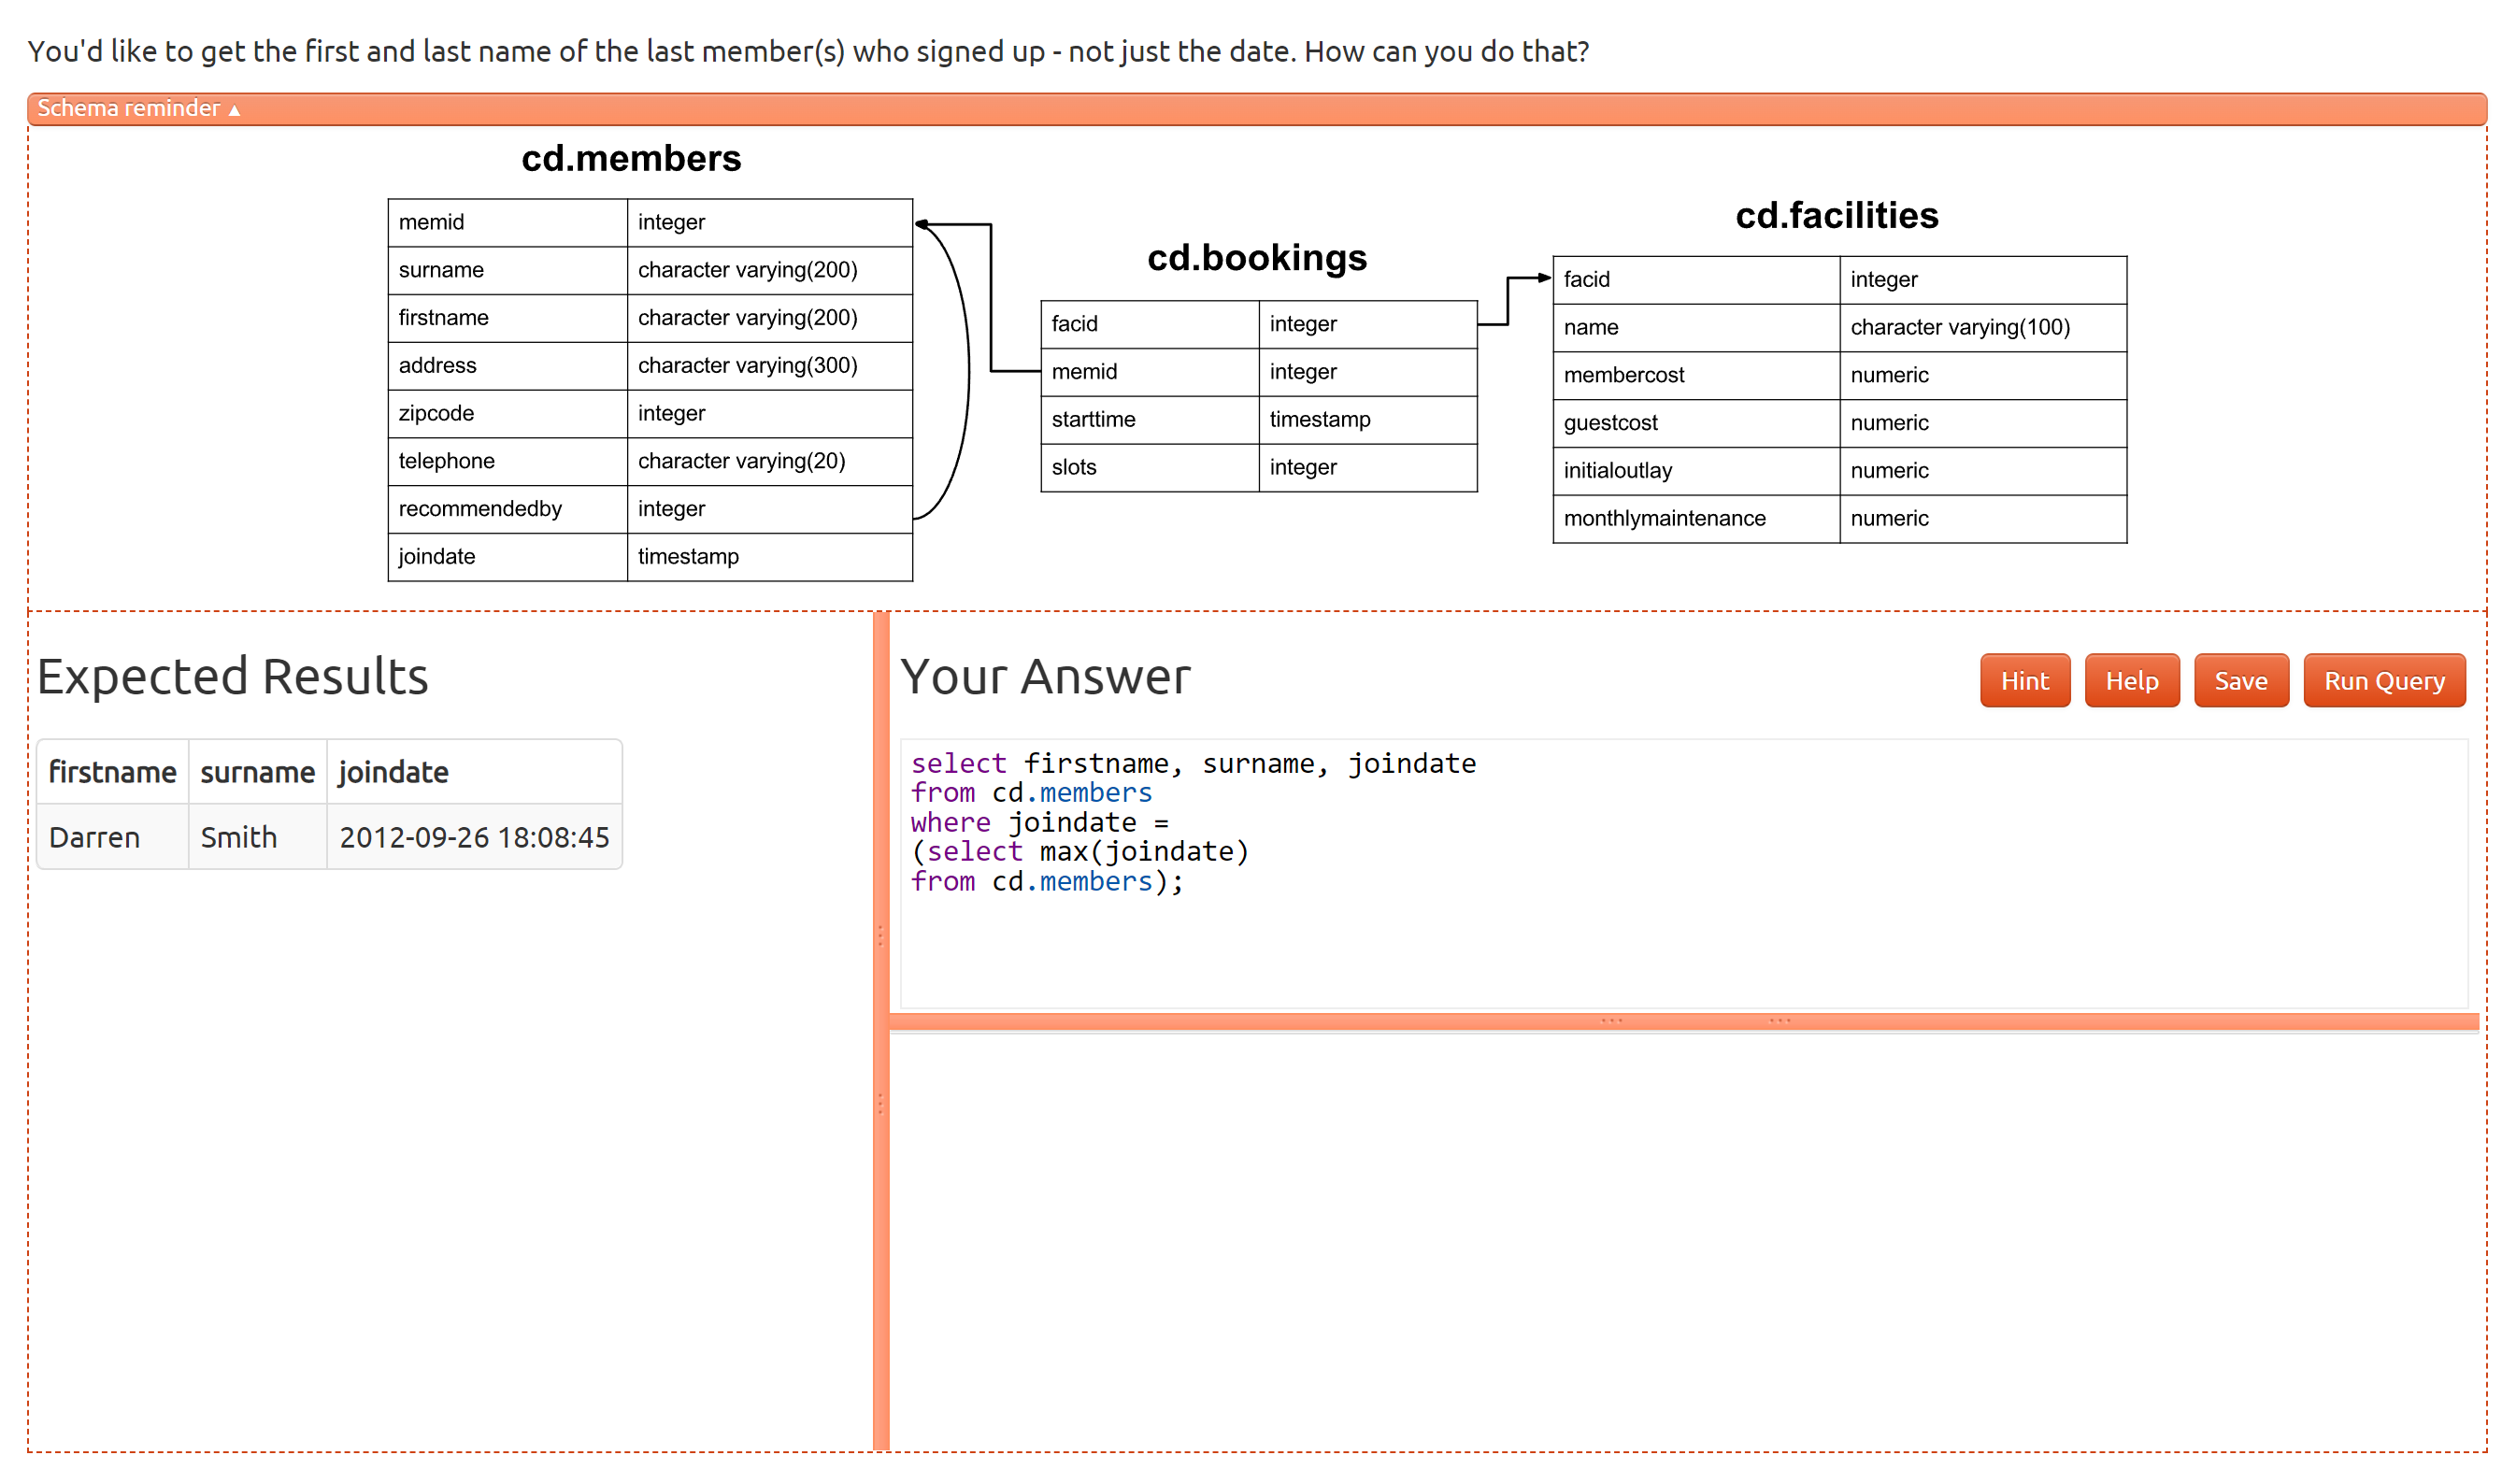 You'd like to get the first and last name of the last member(s) who signed up - not just the date. How can you do that?
Schema reminder ▲
cd.members
memid integer
surname character varying(200)
firstname character varying(200)
address character varying(300)
zipcode integer
telephone character varying(20)
recommendedby integer
joindate timestamp
cd.bookings
facid integer
memid integer
starttime timestamp
slots integer
cd.facilities
facid integer
name character varying(100)
membercost numeric
guestcost numeric
initialoutlay numeric
monthlymaintenance numeric
Expected Results
firstname surname joindate
Darren Smith 2012-09-26 18:08:45
Your Answer
Hint Help Save Run Query
select firstname, surname, joindate
from cd.members
where joindate =
(select max(joindate)
from cd.members);